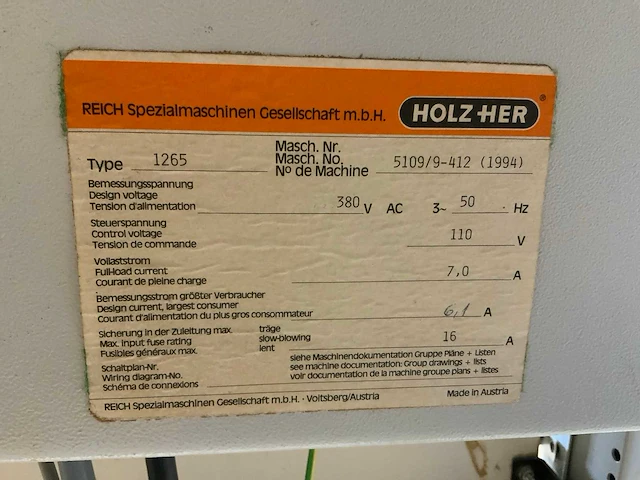 REICH Spezialmaschinen Gesellschaft m.b.H. HOLZ-HER ®
Masch. Nr.
Type 1265 Masch. No. 5109/9-412 (1994)
Nº de Machine
Bemessungsspannung
Design voltage
Tension d'alimentation 380 V AC 3~ 50 Hz
Steuerspannung
Control voltage 110
Tension de commande V
Vollaststrom
Full-load current 7,0
Courant de pleine charge A
Bemessungsstrom größter Verbraucher
Design current, largest consumer
Courant d'alimentation du plus gros consommateur 6,1 A
Sicherung in der Zuleitung max. träge
Max. input fuse rating slow-blowing 16 A
Fusibles généraux max. lent
siehe Maschinendokumentation Gruppe Pläne + Listen
Schaltplan-Nr. see machine documentation: Group drawings + lists
Wiring diagram-No. voir documentation de la machine groupe plans + listes
Schéma de connexions
REICH Spezialmaschinen Gesellschaft m.b.H. · Voitsberg/Austria Made in Austria